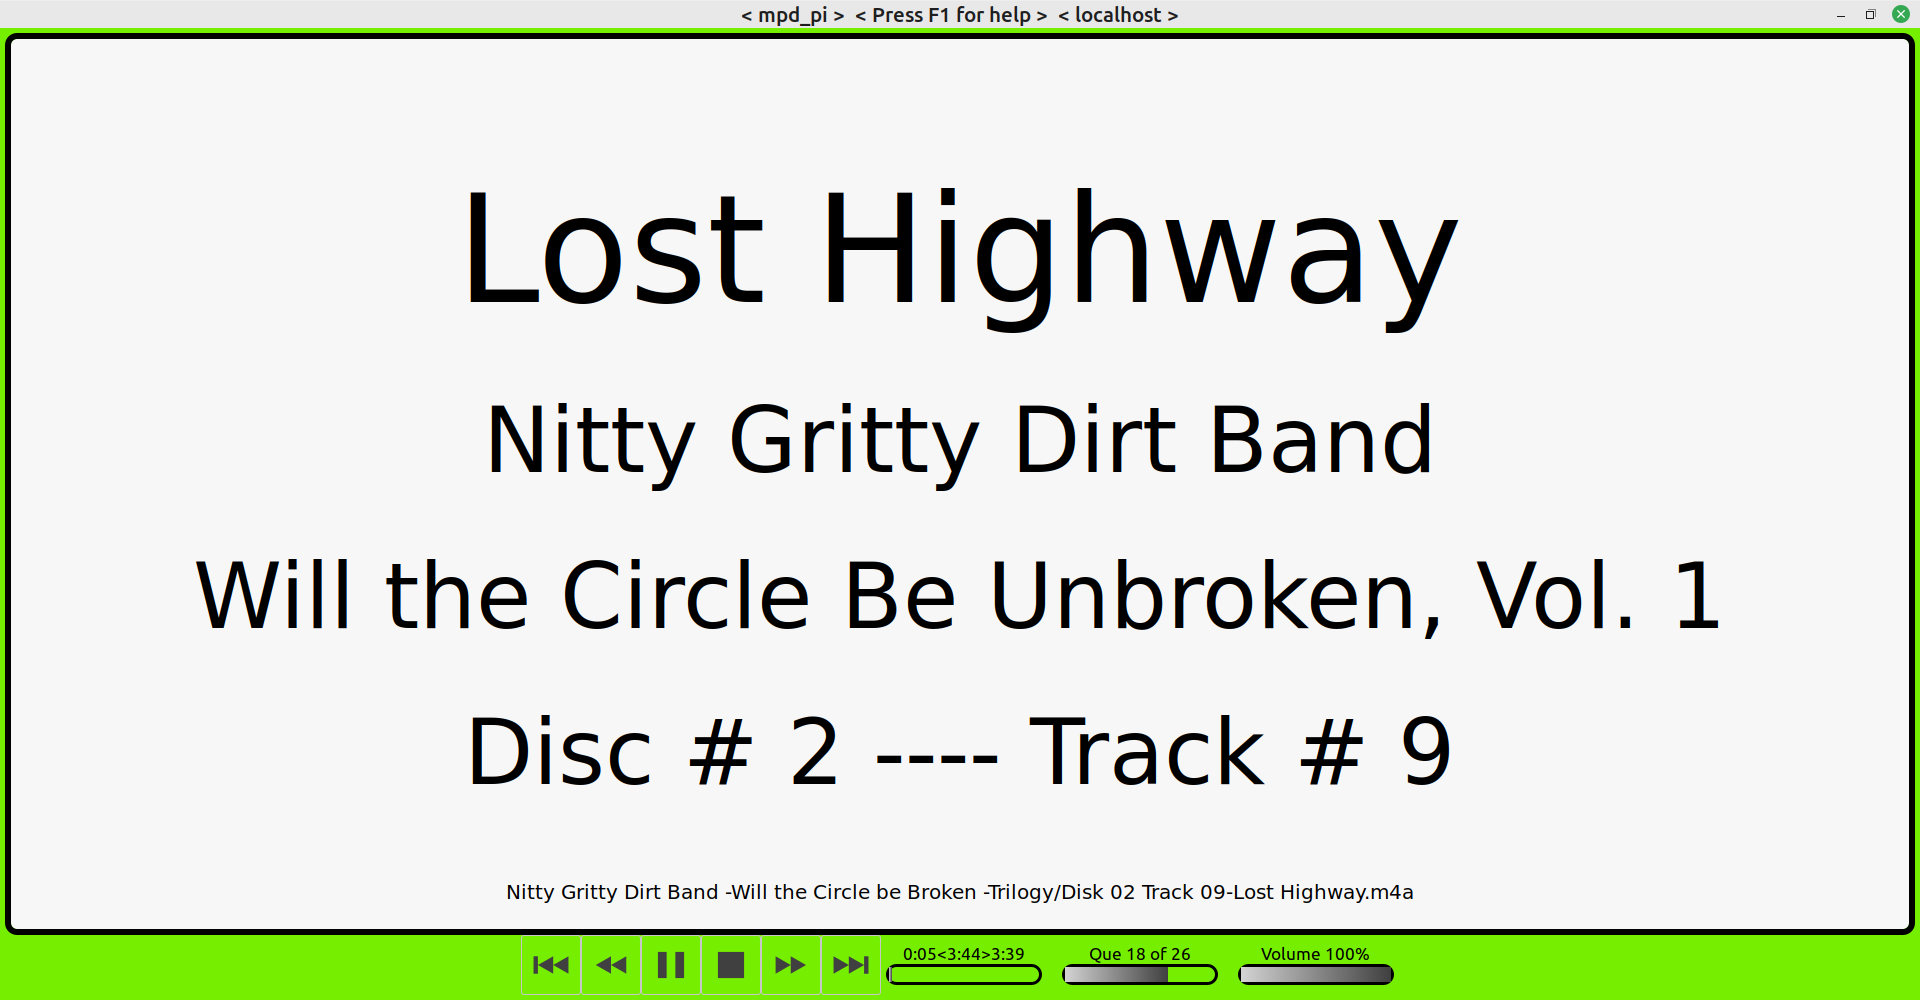 < mpd_pi >  < Press F1 for help >  < localhost >
Lost Highway
Nitty Gritty Dirt Band
Will the Circle Be Unbroken, Vol. 1
Disc # 2 ---- Track # 9
Nitty Gritty Dirt Band -Will the Circle be Broken -Trilogy/Disk 02 Track 09-Lost Highway.m4a
0:05<3:44>3:39
Que 18 of 26
Volume 100%